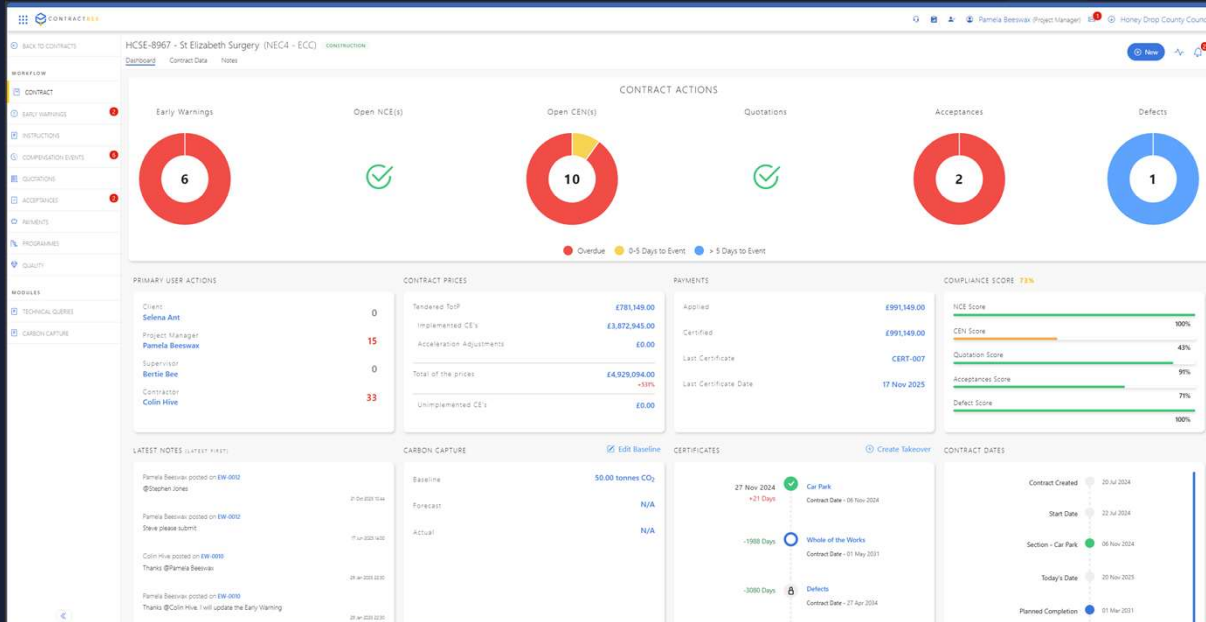 CONTRACTBEE
Pamela Beeswax (Project Manager)
1
Honey Drop County Counc
BACK TO CONTRACTS
WORKFLOW
CONTRACT
EARLY WARNINGS
2
INSTRUCTIONS
COMPENSATION EVENTS
QUOTATIONS
ACCEPTANCES
2
PAYMENTS
PROGRAMMES
QUALITY
MODULES
TECHNICAL QUERIES
CARBON CAPTURE
HCSE-8967 - St Elizabeth Surgery (NEC4 - ECC) CONSTRUCTION
New
Dashboard Contract Data Notes
CONTRACT ACTIONS
Early Warnings
Open NCE(s)
Open CEN(s)
Quotations
Acceptances
Defects
6
10
2
1
Overdue 0-5 Days to Event > 5 Days to Event
PRIMARY USER ACTIONS
Client
Selena Ant
0
Project Manager
Pamela Beeswax
15
Supervisor
Bertie Bee
0
Contractor
Colin Hive
33
CONTRACT PRICES
Tendered TotP £781,149.00
Implemented CE's £3,872,945.00
Acceleration Adjustments £0.00
Total of the prices £4,929,094.00
+531%
Unimplemented CE's £0.00
PAYMENTS
Applied £991,149.00
Certified £991,149.00
Last Certificate CERT-007
Last Certificate Date 17 Nov 2025
COMPLIANCE SCORE 73%
NCE Score
100%
CEN Score
43%
Quotation Score
91%
Acceptances Score
71%
Defect Score
100%
LATEST NOTES (LATEST FIRST)
Pamela Beeswax posted on EW-0012
@Stephen Jones
Pamela Beeswax posted on EW-0012
Steve please submit
Colin Hive posted on EW-0010
Thanks @Pamela Beeswax
Pamela Beeswax posted on EW-0010
Thanks @Colin Hive. I will update the Early Warning
CARBON CAPTURE
Edit Baseline
Baseline 50.00 tonnes CO₂
Forecast N/A
Actual N/A
CERTIFICATES
Create Takeover
27 Nov 2024
+21 Days
Car Park
Contract Date - 06 Nov 2024
-1988 Days
Whole of the Works
Contract Date - 01 May 2031
-3080 Days
Defects
Contract Date - 27 Apr 2034
CONTRACT DATES
Contract Created 20 Jul 2024
Start Date 22 Jul 2024
Section - Car Park 06 Nov 2024
Today's Date 20 Nov 2025
Planned Completion 01 Mar 2031